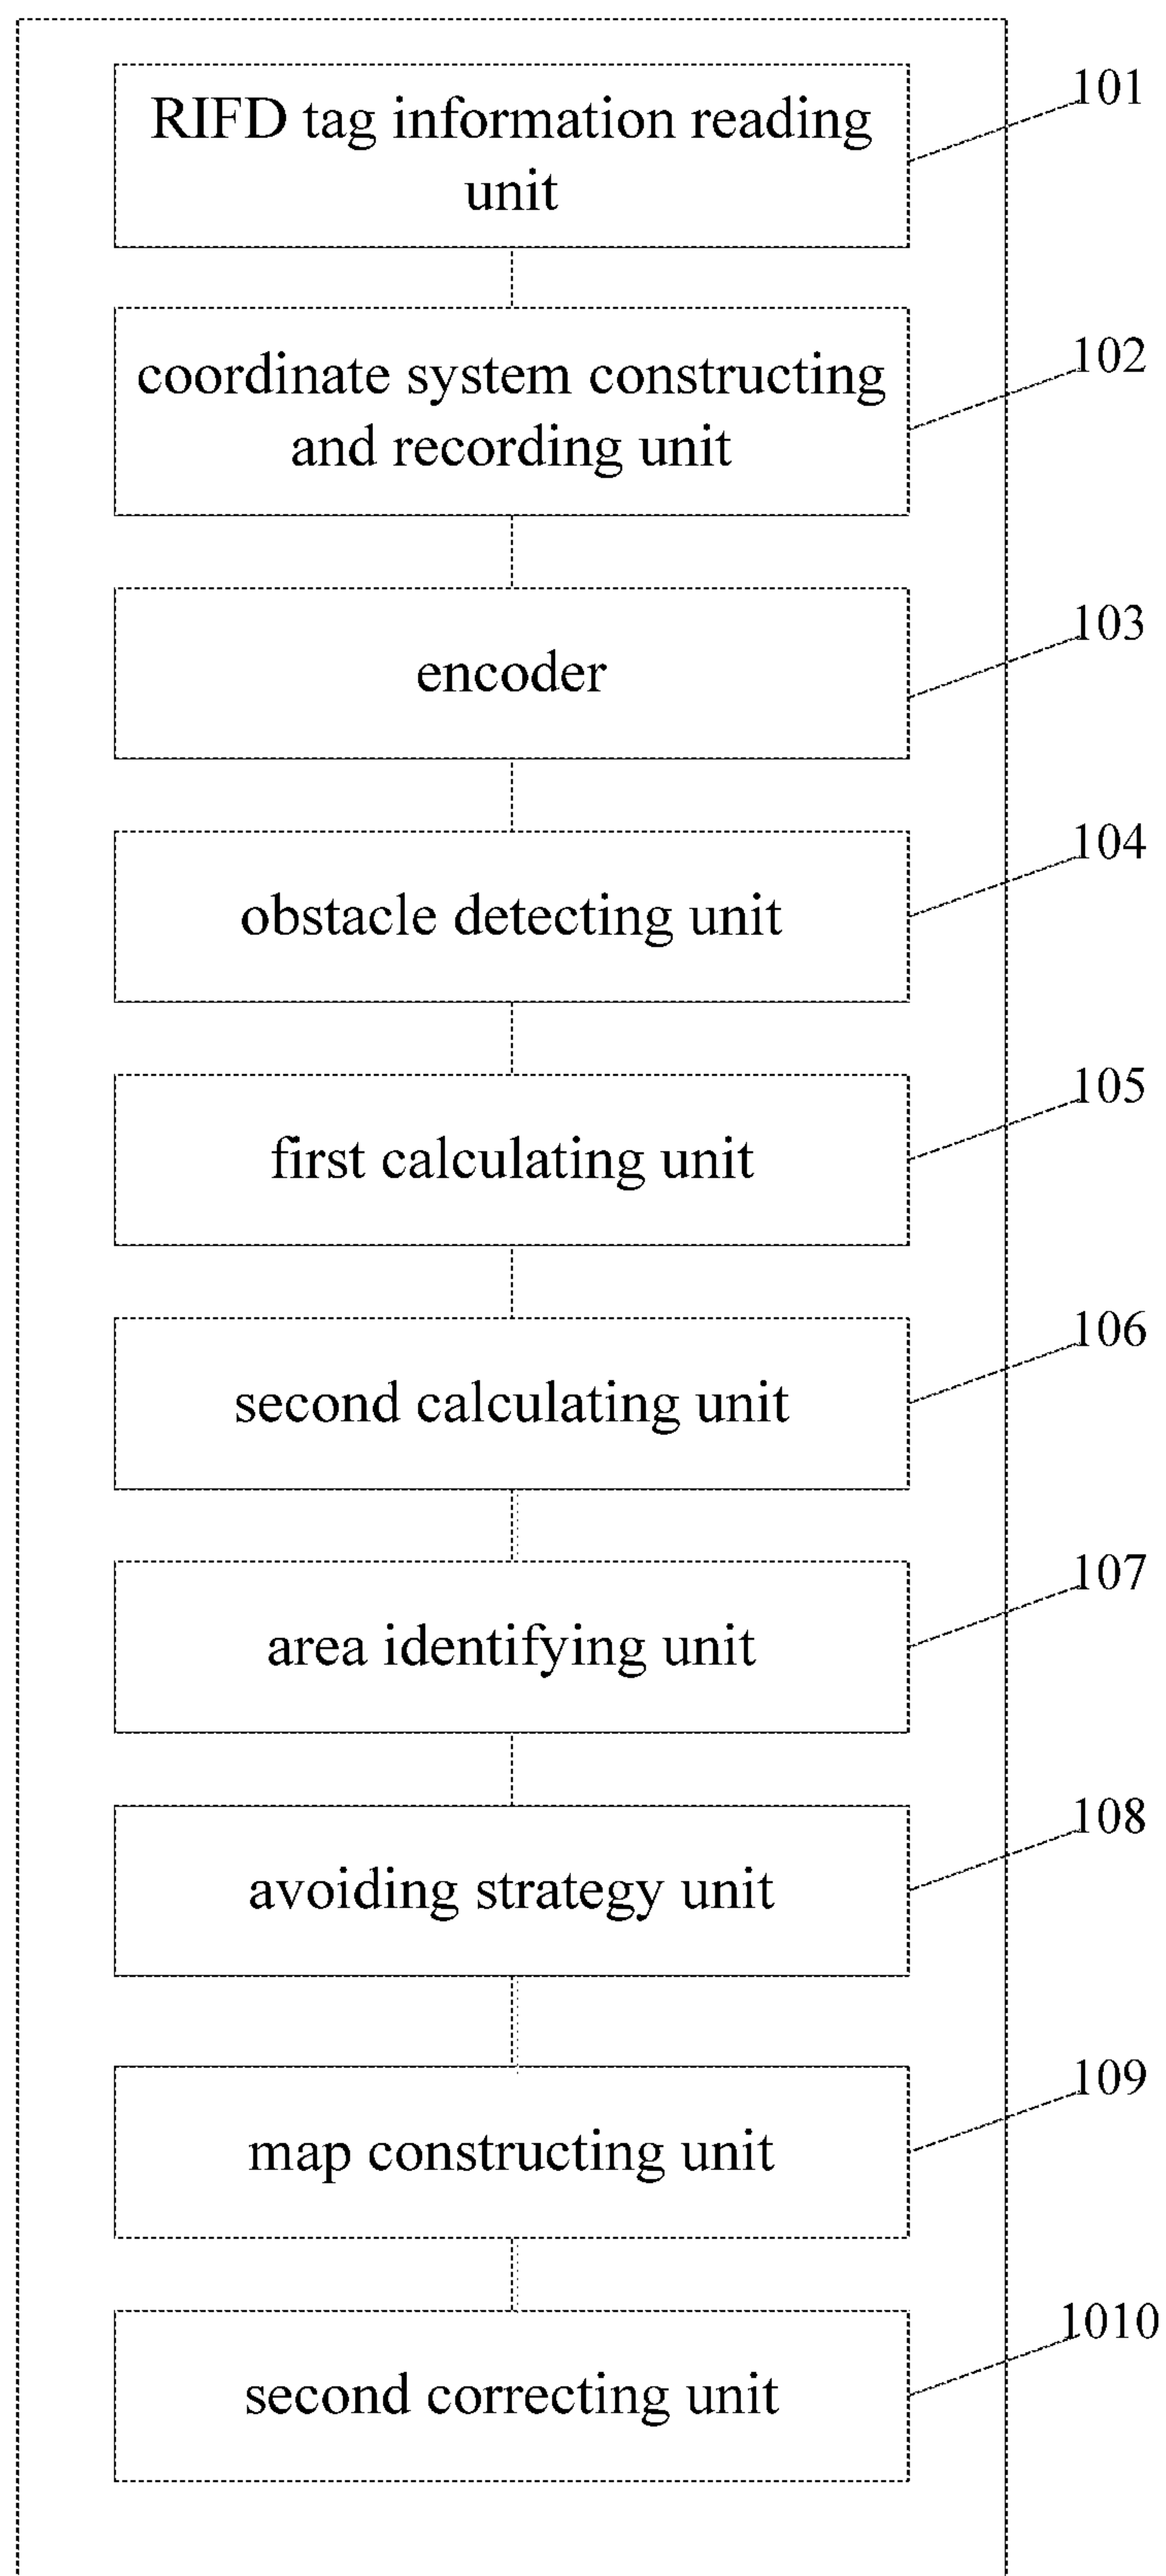 RIFD tag information reading
unit
101
coordinate system constructing
and recording unit
102
encoder
103
obstacle detecting unit
104
first calculating unit
105
second calculating unit
106
area identifying unit
107
avoiding strategy unit
108
map constructing unit
109
second correcting unit
1010